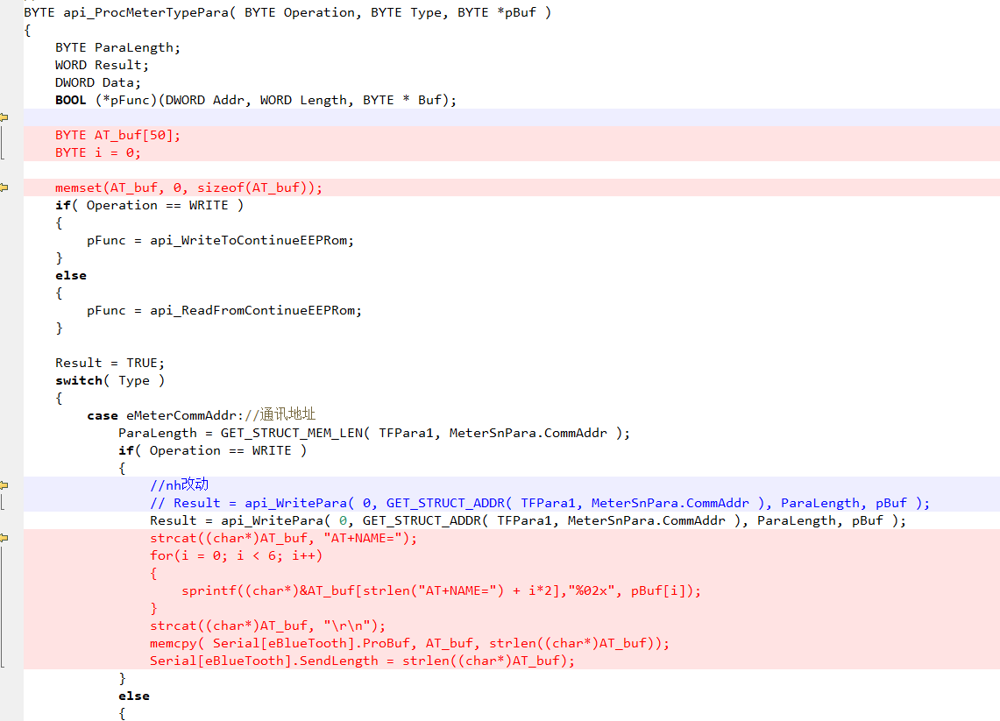 BYTE api_ProcMeterTypePara( BYTE Operation, BYTE Type, BYTE *pBuf )
{
    BYTE ParaLength;
    WORD Result;
    DWORD Data;
    BOOL (*pFunc)(DWORD Addr, WORD Length, BYTE * Buf);
    BYTE AT_buf[50];
    BYTE i = 0;
    memset(AT_buf, 0, sizeof(AT_buf));
    if( Operation == WRITE )
    {
        pFunc = api_WriteToContinueEEPRom;
    }
    else
    {
        pFunc = api_ReadFromContinueEEPRom;
    }
    Result = TRUE;
    switch( Type )
    {
        case eMeterCommAddr://通讯地址
            ParaLength = GET_STRUCT_MEM_LEN( TFPara1, MeterSnPara.CommAddr );
            if( Operation == WRITE )
            {
                //nh改动
                // Result = api_WritePara( 0, GET_STRUCT_ADDR( TFPara1, MeterSnPara.CommAddr ), ParaLength, pBuf );
                Result = api_WritePara( 0, GET_STRUCT_ADDR( TFPara1, MeterSnPara.CommAddr ), ParaLength, pBuf );
                strcat((char*)AT_buf, "AT+NAME=");
                for(i = 0; i < 6; i++)
                {
                    sprintf((char*)&AT_buf[strlen("AT+NAME=") + i*2],"%02x", pBuf[i]);
                }
                strcat((char*)AT_buf, "\r\n");
                memcpy( Serial[eBlueTooth].ProBuf, AT_buf, strlen((char*)AT_buf));
                Serial[eBlueTooth].SendLength = strlen((char*)AT_buf);
            }
            else
            {